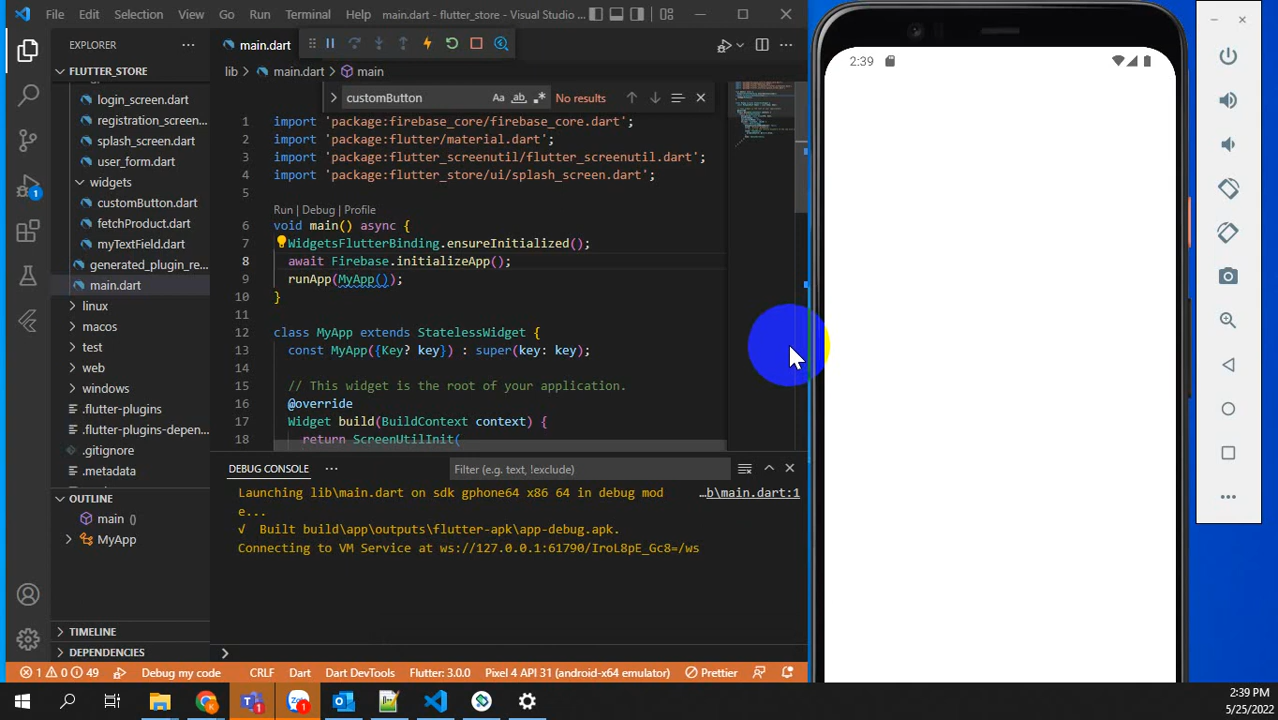 File Edit Selection View Go Run Terminal Help main.dart - flutter_store - Visual Studio ...
EXPLORER
FLUTTER_STORE
login_screen.dart
registration_screen...
splash_screen.dart
user_form.dart
widgets
customButton.dart
fetchProduct.dart
myTextField.dart
generated_plugin_re...
main.dart
linux
macos
test
web
windows
.flutter-plugins
.flutter-plugins-depen...
.gitignore
.metadata
OUTLINE
main ()
MyApp
TIMELINE
DEPENDENCIES
1
main.dart
lib > main.dart > main
customButton Aa ab No results
1 import 'package:firebase_core/firebase_core.dart';
2 import 'package:flutter/material.dart';
3 import 'package:flutter_screenutil/flutter_screenutil.dart';
4 import 'package:flutter_store/ui/splash_screen.dart';
5
Run | Debug | Profile
6 void main() async {
7 WidgetsFlutterBinding.ensureInitialized();
8 await Firebase.initializeApp();
9 runApp(MyApp());
10 }
11
12 class MyApp extends StatelessWidget {
13 const MyApp({Key? key}) : super(key: key);
14
15 // This widget is the root of your application.
16 @override
17 Widget build(BuildContext context) {
18 return ScreenUtilInit(
DEBUG CONSOLE ... Filter (e.g. text, !exclude)
Launching lib\main.dart on sdk gphone64 x86 64 in debug mod …b\main.dart:1
e...
√ Built build\app\outputs\flutter-apk\app-debug.apk.
Connecting to VM Service at ws://127.0.0.1:61790/IroL8pE_Gc8=/ws
1 0 49 Debug my code CRLF Dart Dart DevTools Flutter: 3.0.0 Pixel 4 API 31 (android-x64 emulator) Prettier
2:39
1
1
2:39 PM
5/25/2022